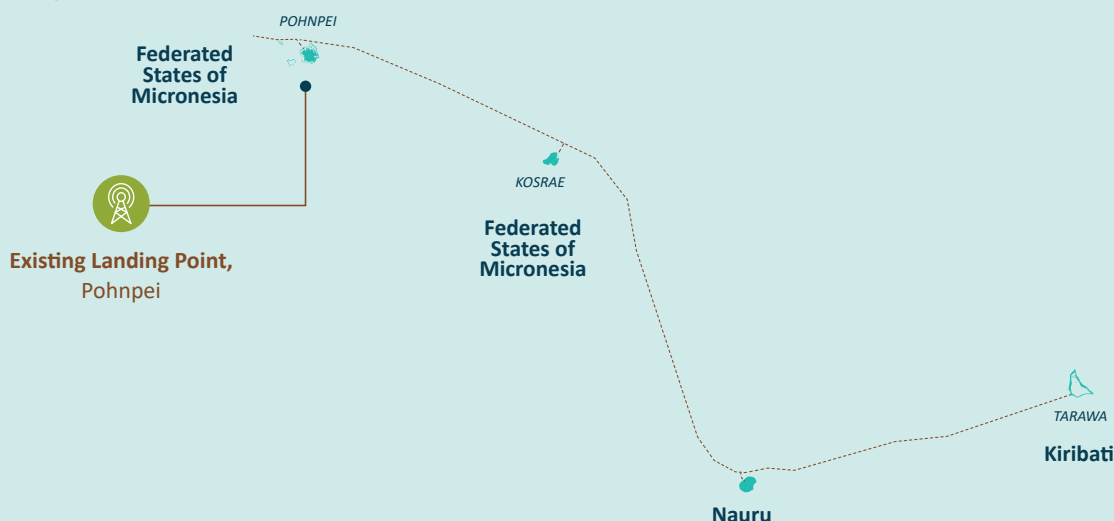 POHNPEI
Federated
States of
Micronesia
KOSRAE
Federated
States of
Micronesia
Existing Landing Point,
Pohnpei
TARAWA
Kiribati
Nauru